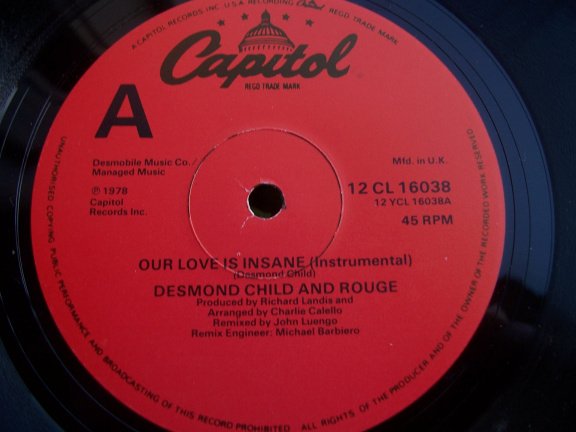 A CAPITOL RECORDS INC. U.S.A. RECORDING Capitol REGD TRADE MARK
Capitol
REGD TRADE MARK
A
Desmobile Music Co./
Managed Music
Mfd. in U.K.
℗ 1978
Capitol
Records Inc.
12 CL 16038
12 YCL 16038A
45 RPM
OUR LOVE IS INSANE (Instrumental)
(Desmond Child)
DESMOND CHILD AND ROUGE
Produced by Richard Landis and
Arranged by Charlie Calello
Remixed by John Luengo
Remix Engineer: Michael Barbiero
UNAUTHORISED COPYING PUBLIC PERFORMANCE AND BROADCASTING OF THIS RECORD PROHIBITED ALL RIGHTS OF THE PRODUCER AND OF THE OWNER OF THE RECORDED WORK RESERVED